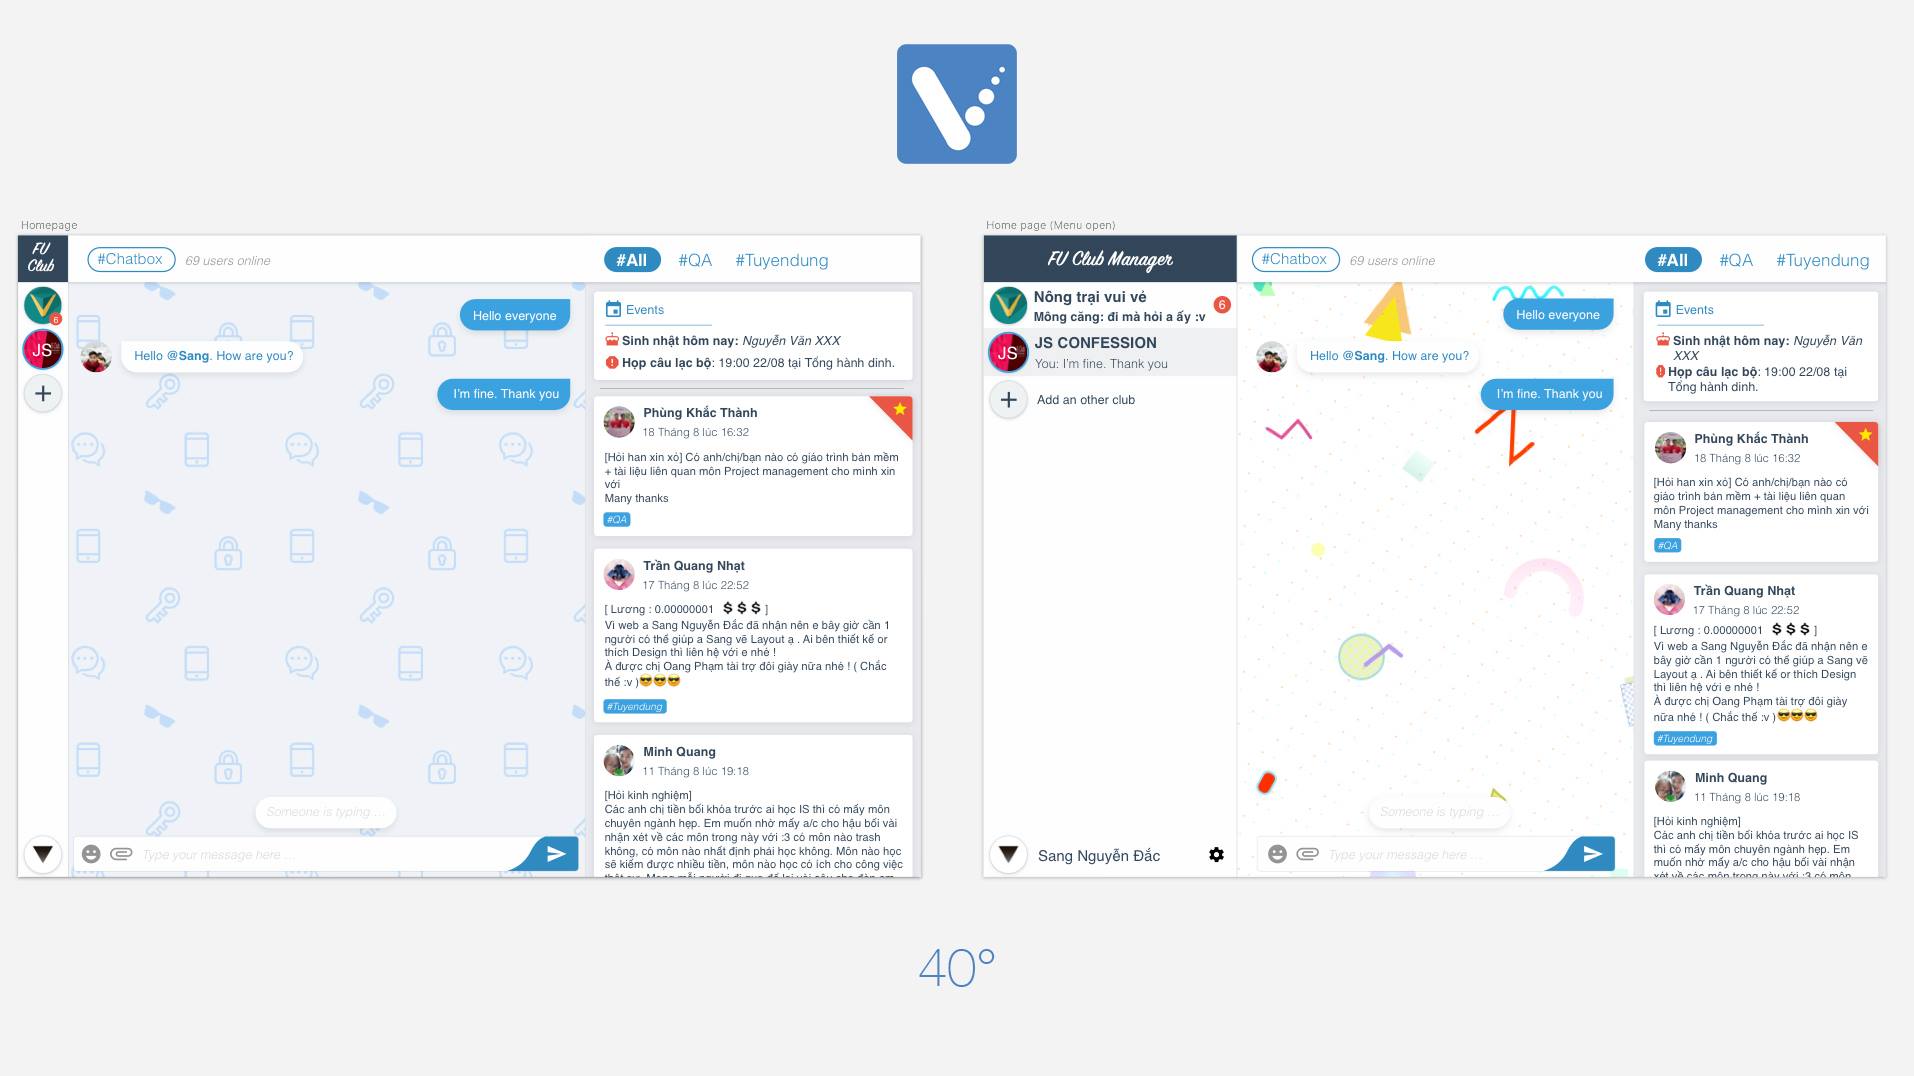 Homepage
FU
Club
#Chatbox
69 users online
#All
#QA
#Tuyendung
6
JS
Hello everyone
Hello @Sang. How are you?
I'm fine. Thank you
Someone is typing ...
Type your message here ...
Events
Sinh nhật hôm nay: Nguyễn Văn XXX
Họp câu lạc bộ: 19:00 22/08 tại Tổng hành dinh.
Phùng Khắc Thành
18 Tháng 8 lúc 16:32
[Hỏi han xin xỏ] Có anh/chị/bạn nào có giáo trình bản mềm
+ tài liệu liên quan môn Project management cho mình xin
với
Many thanks
#QA
Trần Quang Nhạt
17 Tháng 8 lúc 22:52
[ Lương : 0.00000001 $ $ $ ]
Vì web a Sang Nguyễn Đắc đã nhận nên e bây giờ cần 1
người có thể giúp a Sang vẽ Layout ạ . Ai bên thiết kế or
thích Design thì liên hệ với e nhé !
À được chị Oang Phạm tài trợ đôi giày nữa nhé ! ( Chắc
thế :v )😎😎😎
#Tuyendung
Minh Quang
11 Tháng 8 lúc 19:18
[Hỏi kinh nghiệm]
Các anh chị tiền bối khóa trước ai học IS thì có mấy môn
chuyên ngành hẹp. Em muốn nhờ mấy a/c cho hậu bối vài
nhận xét về các môn trong này với :3 có môn nào trash
không, có môn nào nhất định phải học không. Môn nào học
sẽ kiếm được nhiều tiền, môn nào học có ích cho công việc
Home page (Menu open)
FU Club Manager
#Chatbox
69 users online
#All
#QA
#Tuyendung
Nông trại vui vẻ
Mông căng: đi mà hỏi a ấy :v
6
JS
JS CONFESSION
You: I'm fine. Thank you
Add an other club
Sang Nguyễn Đắc
Hello everyone
Hello @Sang. How are you?
I'm fine. Thank you
Someone is typing ...
Type your message here ...
Events
Sinh nhật hôm nay: Nguyễn Văn
XXX
Họp câu lạc bộ: 19:00 22/08 tại
Tổng hành dinh.
Phùng Khắc Thành
18 Tháng 8 lúc 16:32
[Hỏi han xin xỏ] Có anh/chị/bạn nào có
giáo trình bản mềm + tài liệu liên quan
môn Project management cho mình xin với
Many thanks
#QA
Trần Quang Nhạt
17 Tháng 8 lúc 22:52
[ Lương : 0.00000001 $ $ $ ]
Vì web a Sang Nguyễn Đắc đã nhận nên e
bây giờ cần 1 người có thể giúp a Sang vẽ
Layout ạ . Ai bên thiết kế or thích Design
thì liên hệ với e nhé !
À được chị Oang Phạm tài trợ đôi giày
nữa nhé ! ( Chắc thế :v )😎😎😎
#Tuyendung
Minh Quang
11 Tháng 8 lúc 19:18
[Hỏi kinh nghiệm]
Các anh chị tiền bối khóa trước ai học IS
thì có mấy môn chuyên ngành hẹp. Em
muốn nhờ mấy a/c cho hậu bối vài nhận
xét về các môn trong này với :3 có môn
40°